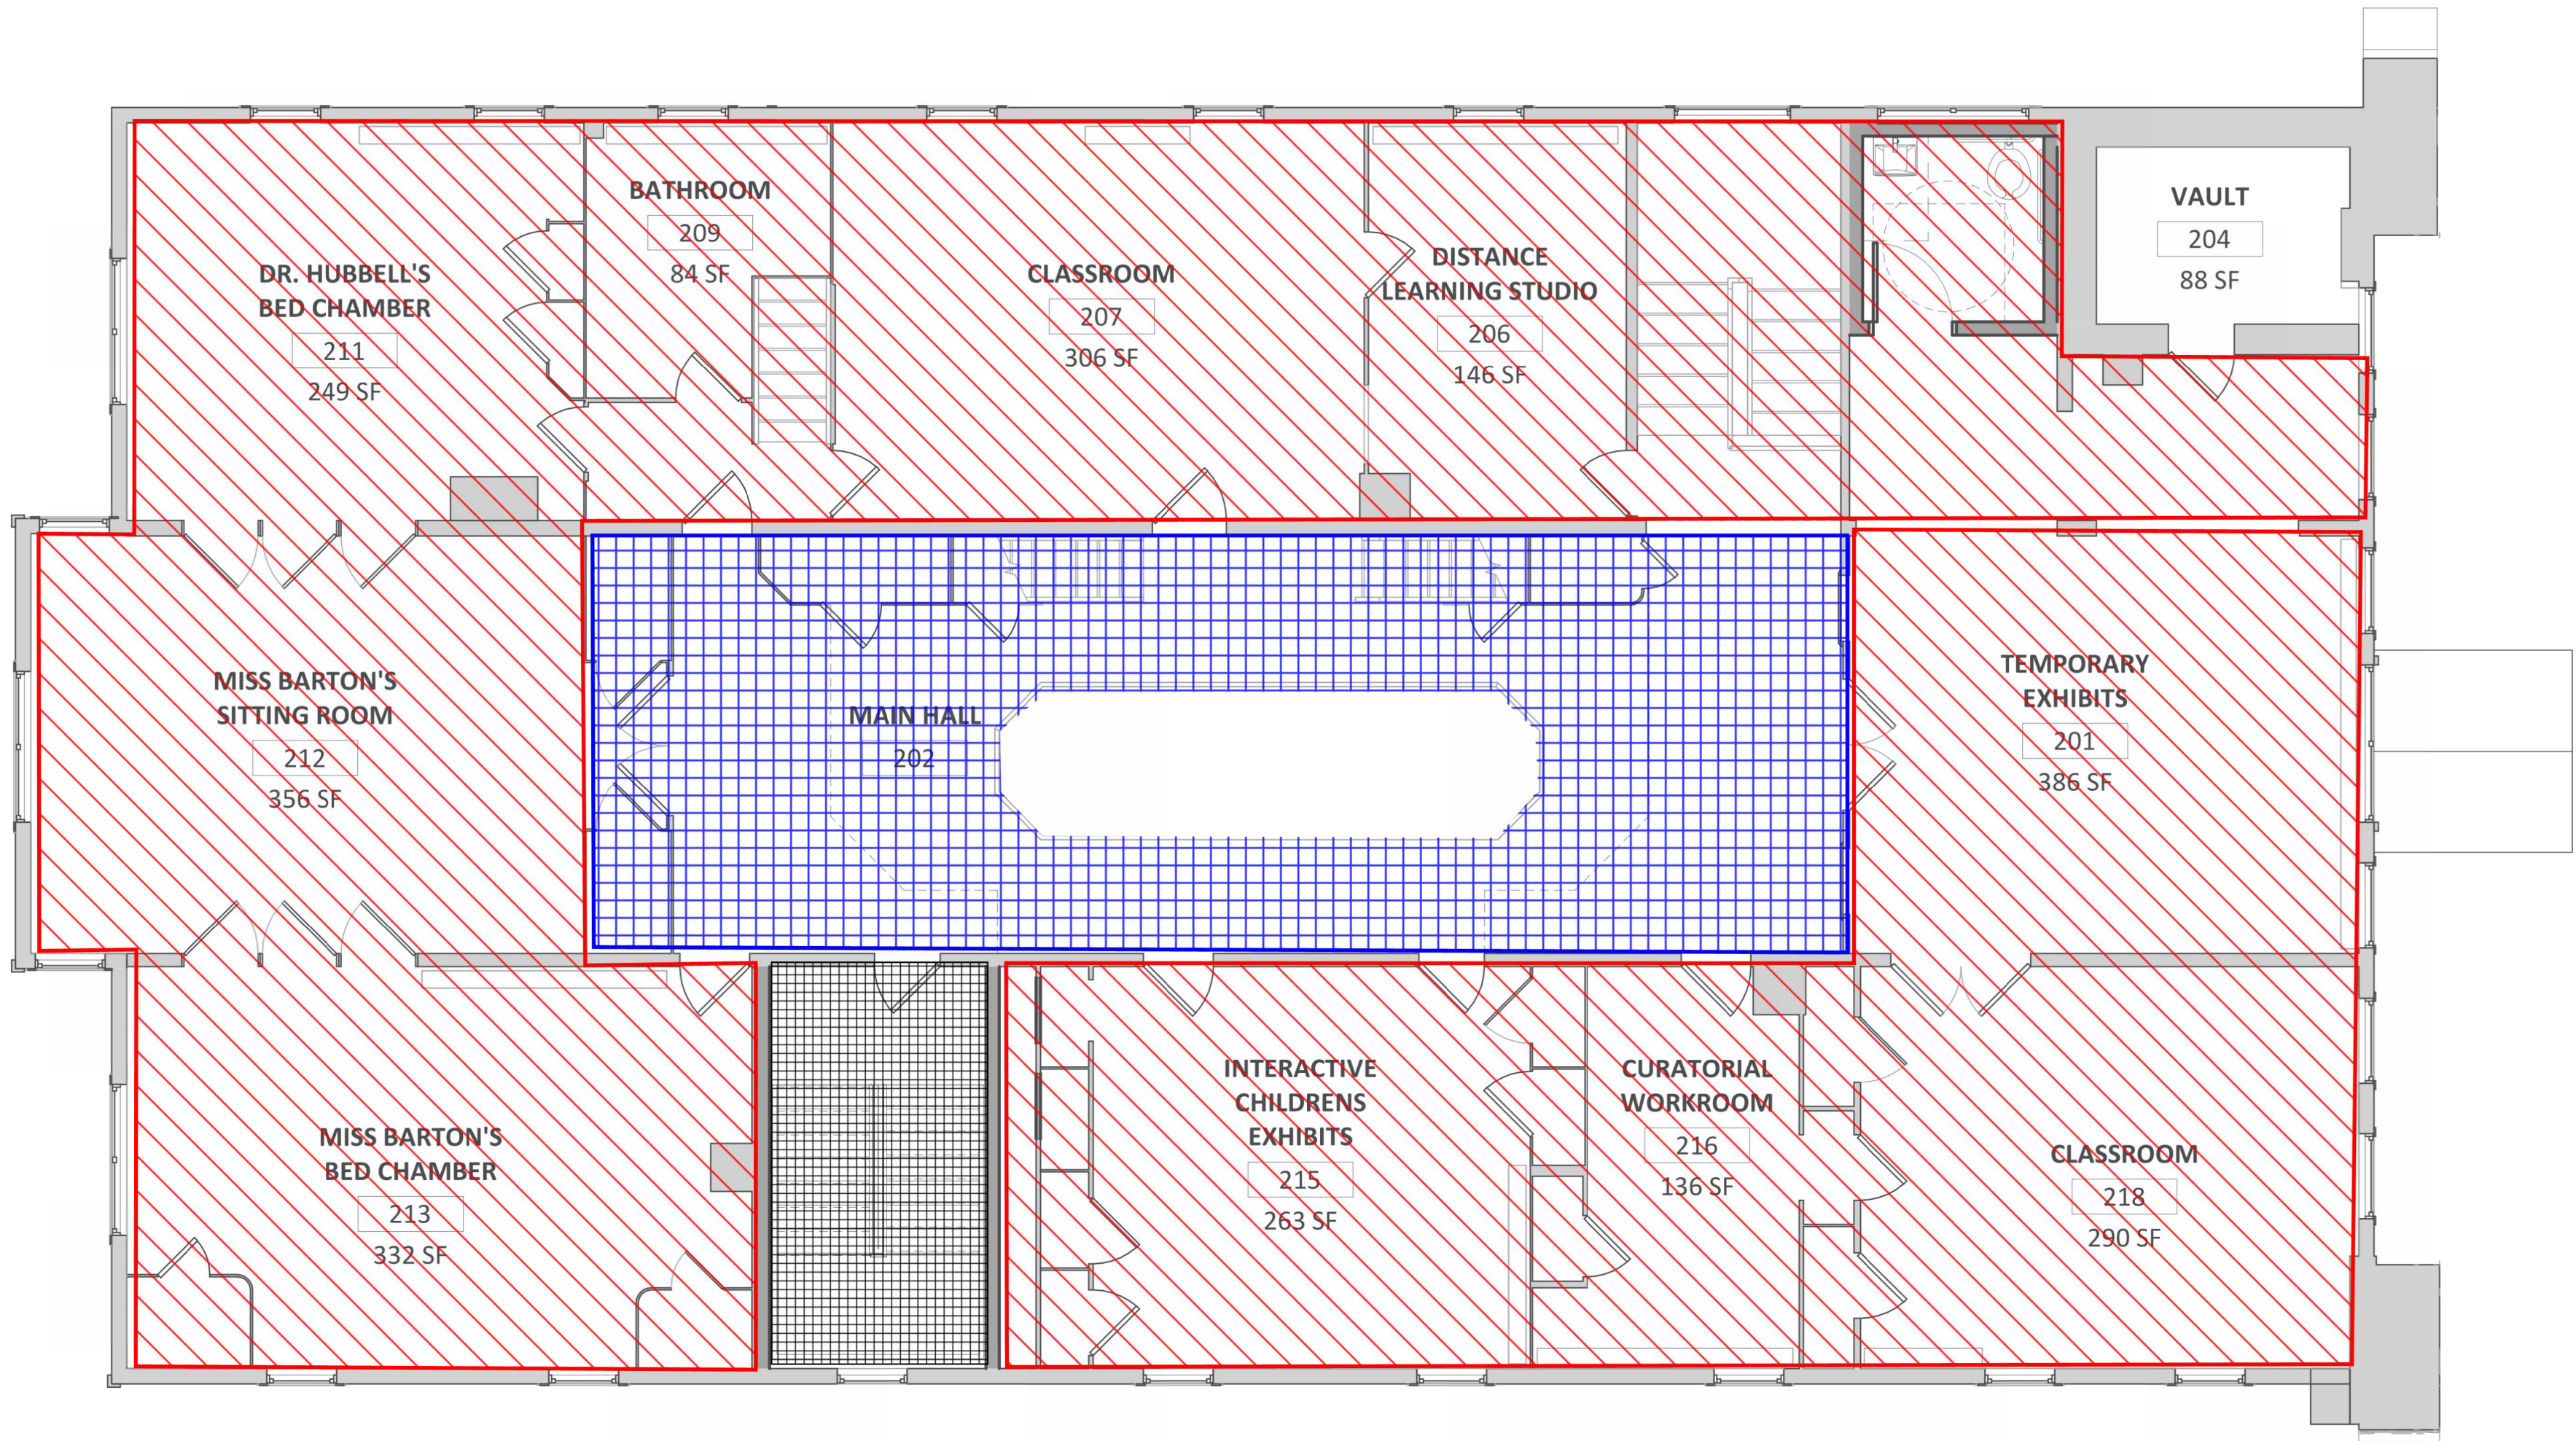 BATHROOM
209
84 SF
VAULT
204
88 SF
DR. HUBBELL'S
BED CHAMBER
211
249 SF
CLASSROOM
207
306 SF
DISTANCE
LEARNING STUDIO
206
146 SF
MISS BARTON'S
SITTING ROOM
212
356 SF
MAIN HALL
202
TEMPORARY
EXHIBITS
201
386 SF
MISS BARTON'S
BED CHAMBER
213
332 SF
INTERACTIVE
CHILDRENS
EXHIBITS
215
263 SF
CURATORIAL
WORKROOM
216
136 SF
CLASSROOM
218
290 SF